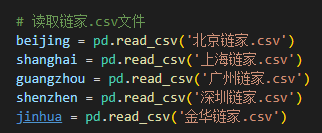 # 读取链家.csv文件
beijing = pd.read_csv('北京链家.csv')
shanghai = pd.read_csv('上海链家.csv')
guangzhou = pd.read_csv('广州链家.csv')
shenzhen = pd.read_csv('深圳链家.csv')
jinhua = pd.read_csv('金华链家.csv')